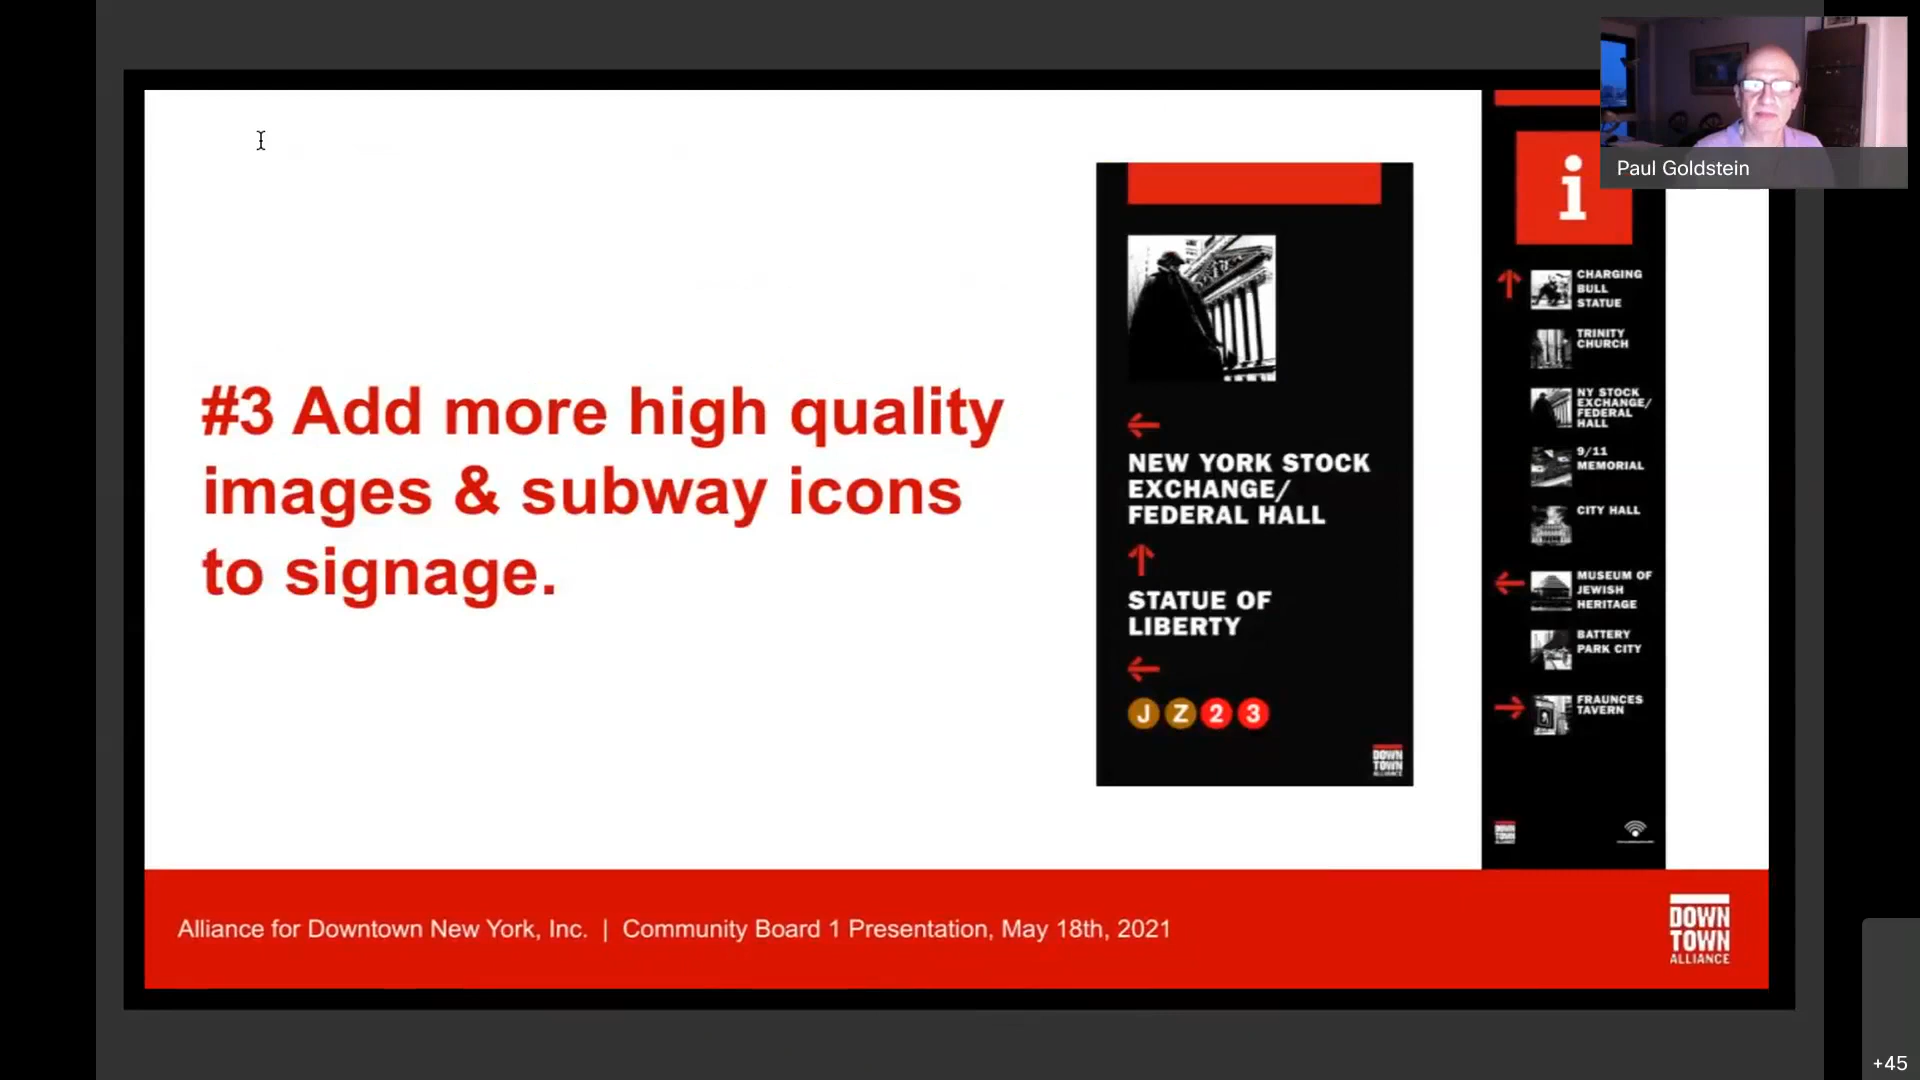 Paul Goldstein
#3 Add more high quality
images & subway icons
to signage.
NEW YORK STOCK
EXCHANGE/
FEDERAL HALL
STATUE OF
LIBERTY
J Z 2 3
DOWN
TOWN
ALLIANCE
i
CHARGING
BULL
STATUE
TRINITY
CHURCH
NY STOCK
EXCHANGE/
FEDERAL
HALL
9/11
MEMORIAL
CITY HALL
MUSEUM OF
JEWISH
HERITAGE
BATTERY
PARK CITY
FRAUNCES
TAVERN
DOWN
TOWN
ALLIANCE
Alliance for Downtown New York, Inc. | Community Board 1 Presentation, May 18th, 2021
DOWN
TOWN
ALLIANCE
+45